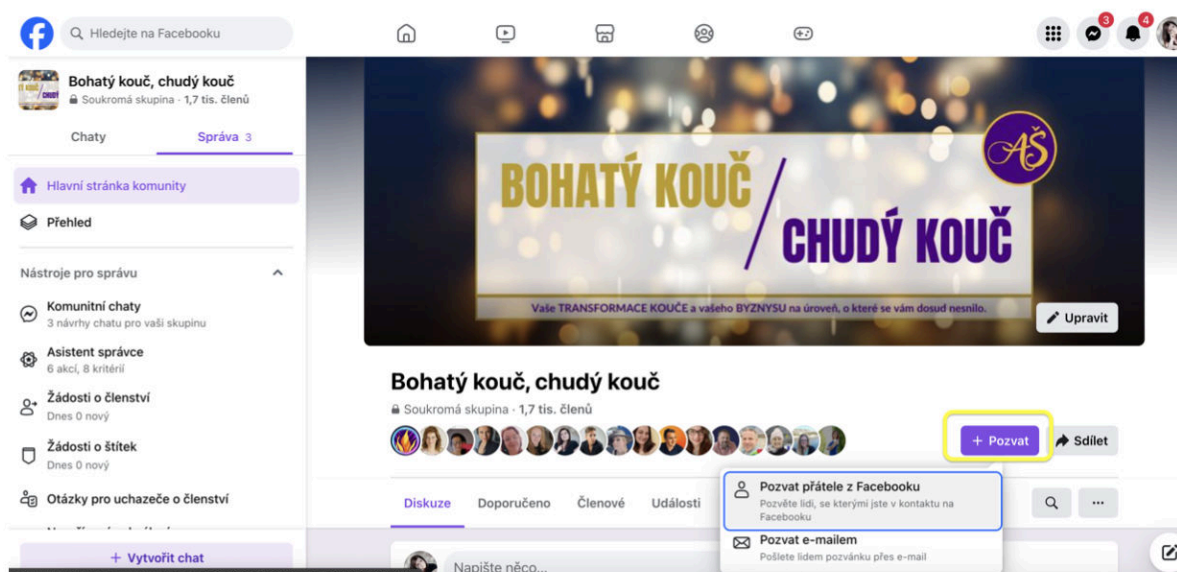 Hledejte na Facebooku
3
4
Bohatý kouč, chudý kouč
Soukromá skupina · 1,7 tis. členů
Chaty
Správa 3
Hlavní stránka komunity
Přehled
Nástroje pro správu
Komunitní chaty
3 návrhy chatu pro vaši skupinu
Asistent správce
6 akcí, 8 kritérií
Žádosti o členství
Dnes 0 nový
Žádosti o štítek
Dnes 0 nový
Otázky pro uchazeče o členství
+ Vytvořit chat
AŠ
BOHATÝ KOUČ /
CHUDÝ KOUČ
Vaše TRANSFORMACE KOUČE a vašeho BYZNYSU na úroveň, o které se vám dosud nesnilo.
Upravit
Bohatý kouč, chudý kouč
Soukromá skupina · 1,7 tis. členů
+ Pozvat
Sdílet
Diskuze Doporučeno Členové Události
Pozvat přátele z Facebooku
Pozvěte lidi, se kterými jste v kontaktu na
Facebooku
Pozvat e-mailem
Pošlete lidem pozvánku přes e-mail
Napište něco...